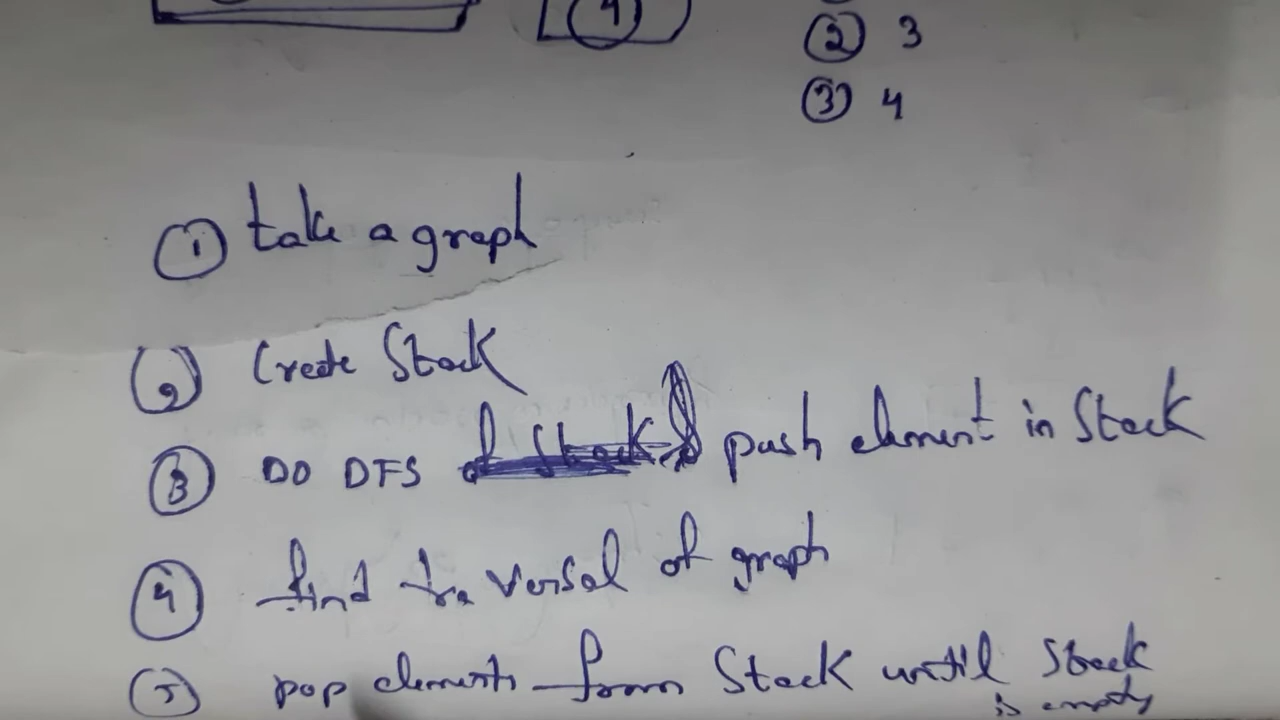 4
② 3
③ 4
① take a graph
② Create Stack
③ DO DFS push element in Stack
④ find traversal of graph
⑤ pop elements from Stack until Stack
is empty